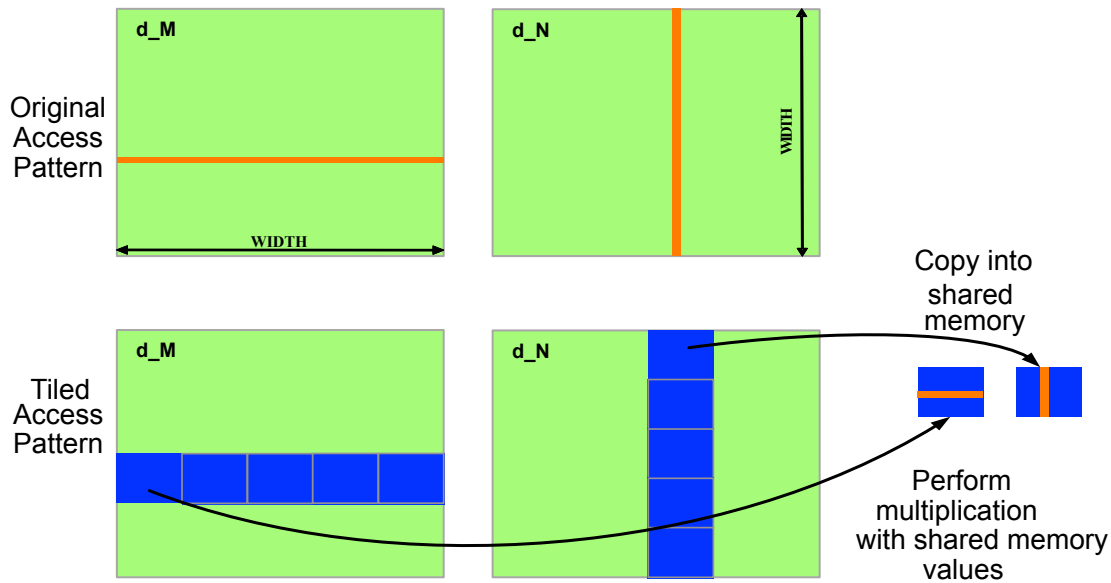 d_M
d_N
Original
Access
Pattern
WIDTH
WIDTH
Copy into
shared
memory
d_M
d_N
Tiled
Access
Pattern
Perform
multiplication
with shared memory
values